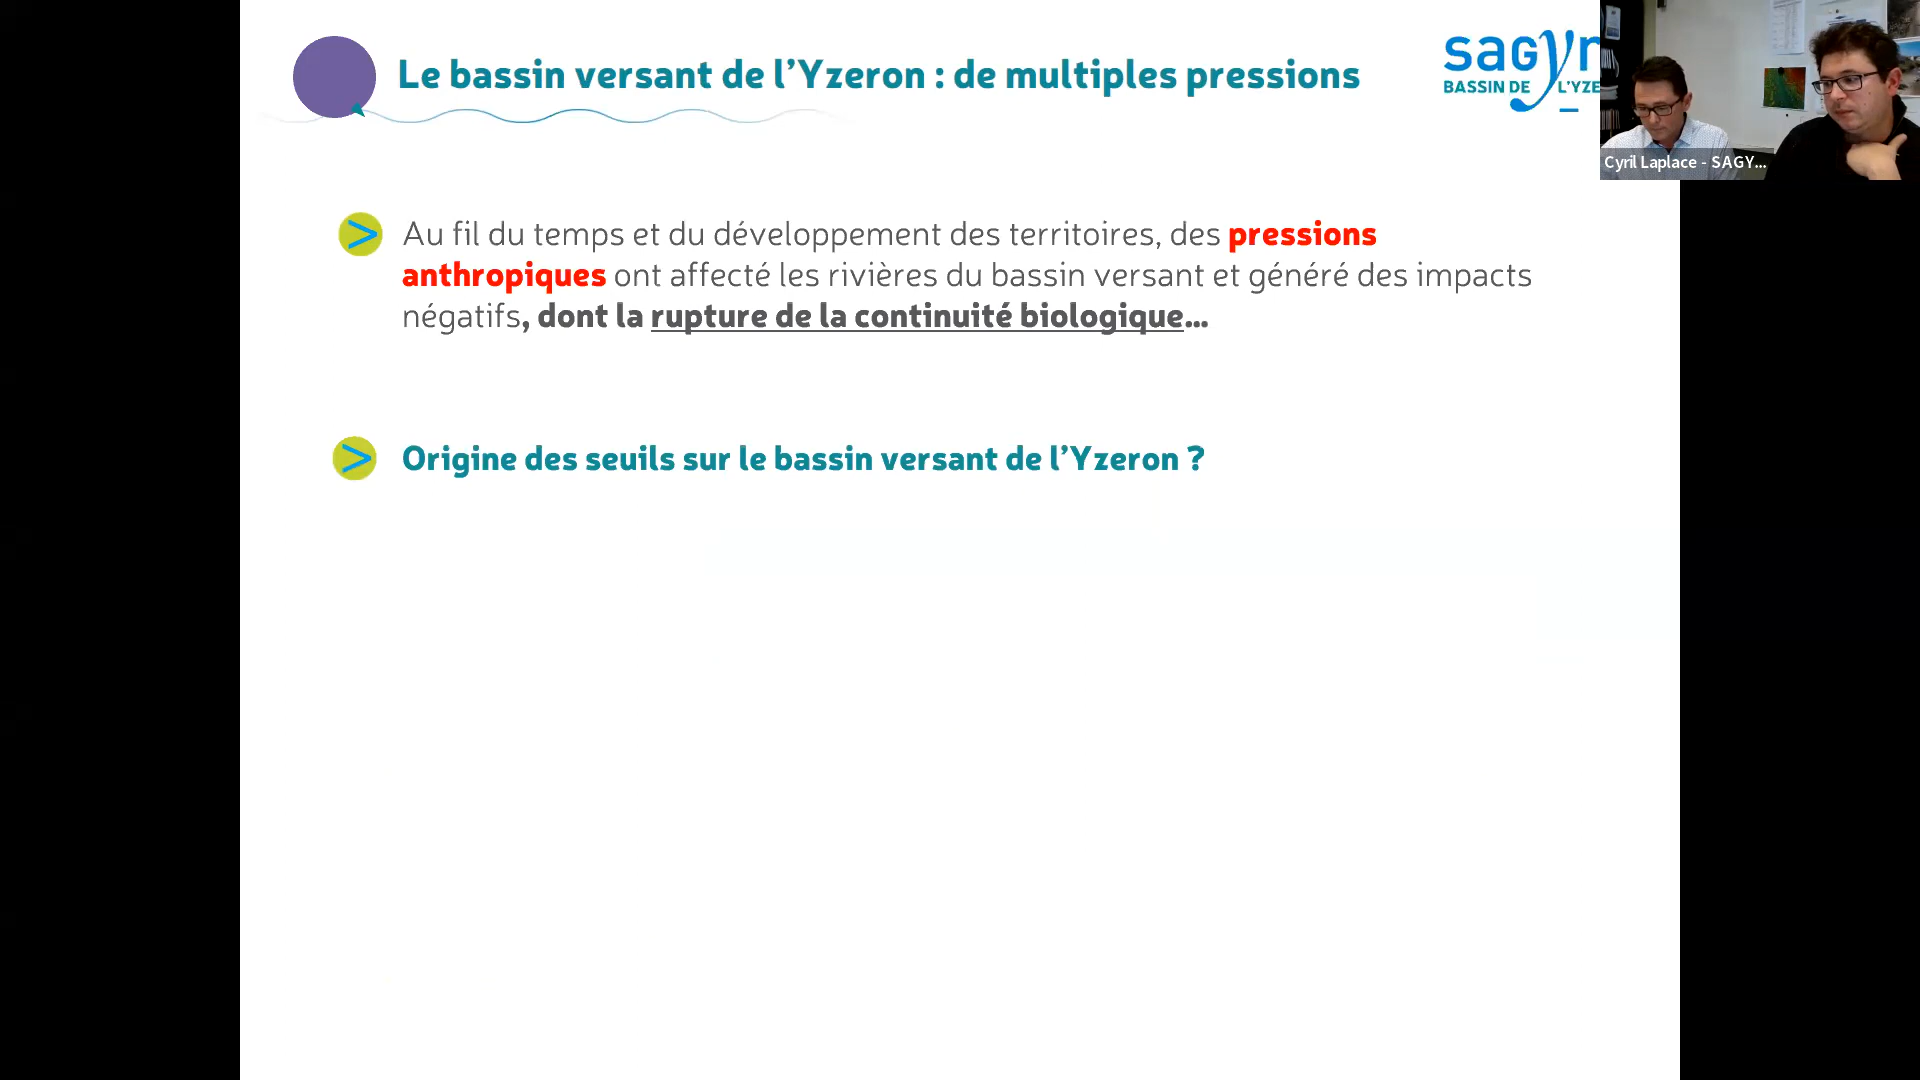 Le bassin versant de l’Yzeron : de multiples pressions
sagyr
BASSIN DE L'YZE
Cyril Laplace - SAGY...
> Au fil du temps et du développement des territoires, des pressions
anthropiques ont affecté les rivières du bassin versant et généré des impacts
négatifs, dont la rupture de la continuité biologique...
> Origine des seuils sur le bassin versant de l’Yzeron ?